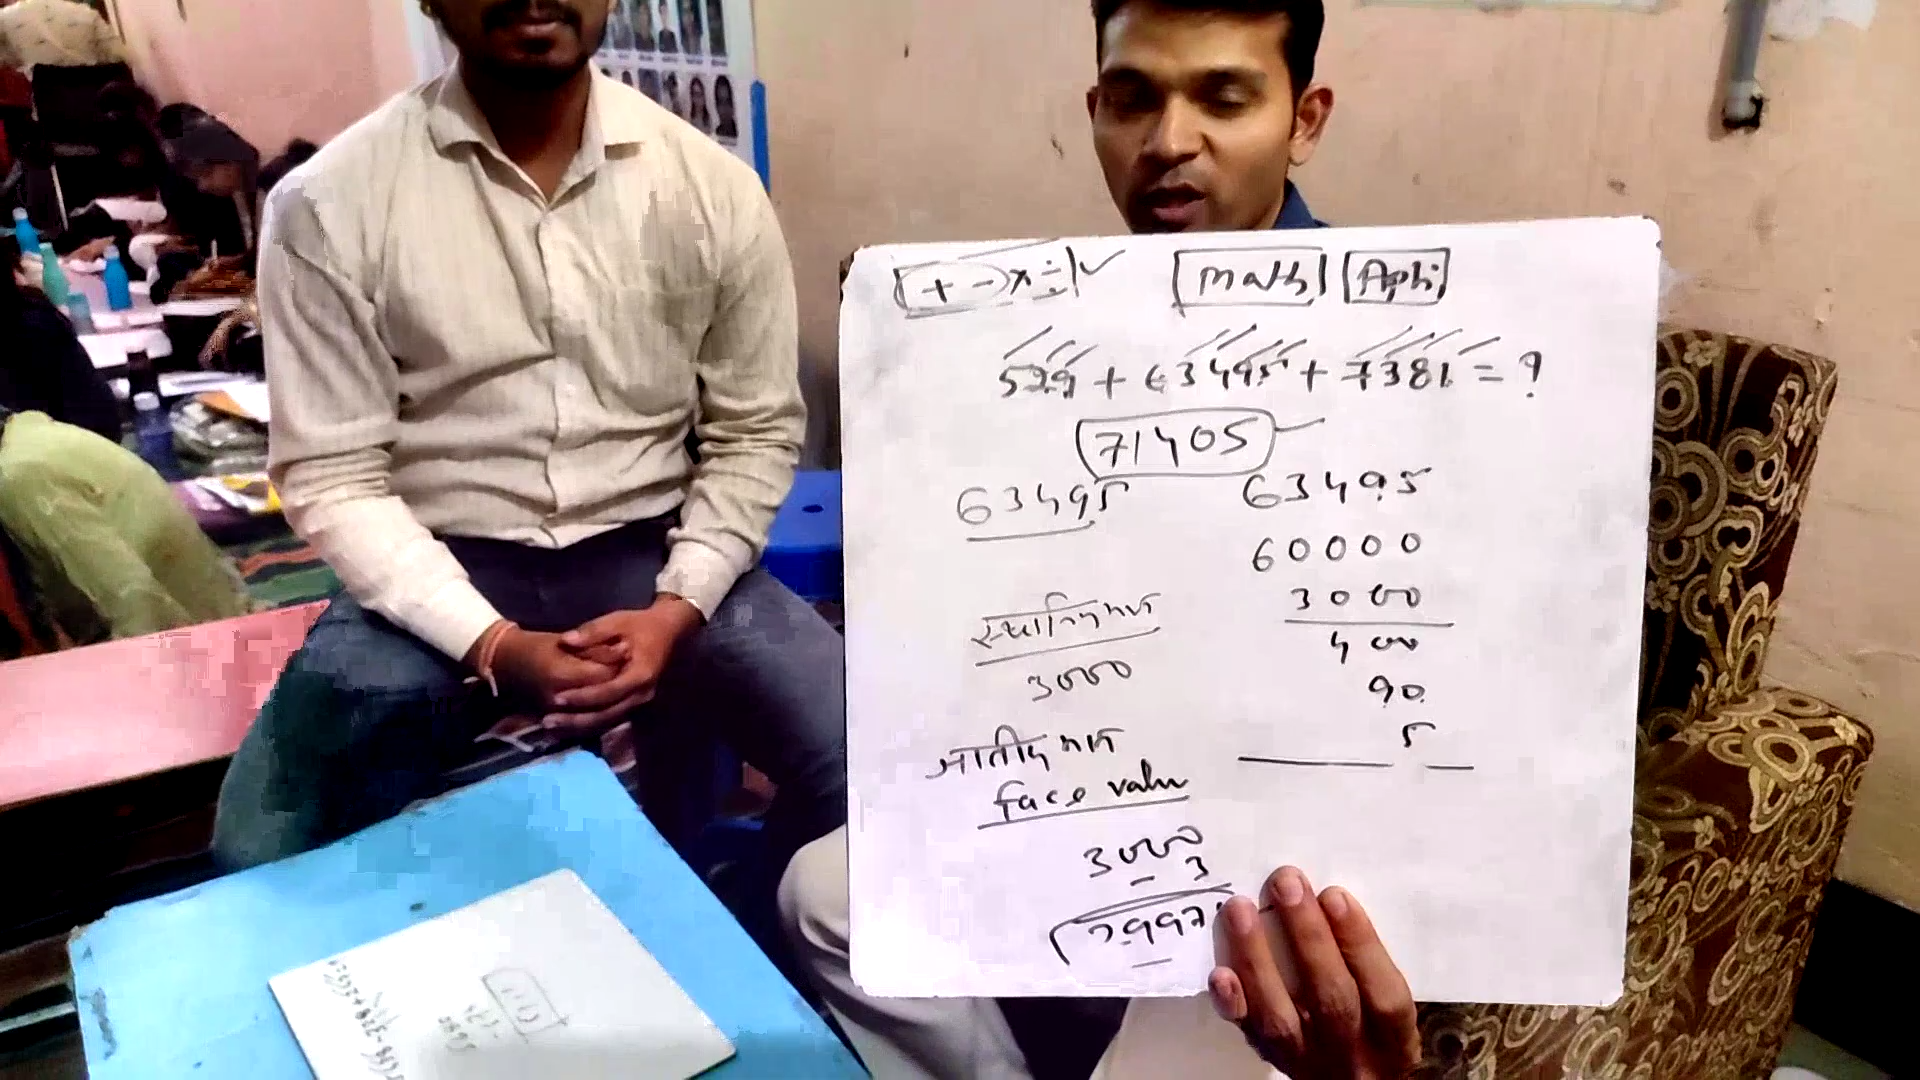 + - × ÷ Math Apti
529 + 63495 + 7381 = ?
71405
63495
63495
60000
3000
400
90
5
स्थानिय मान
3000
जातीय मान
face valu
3000
3
2997